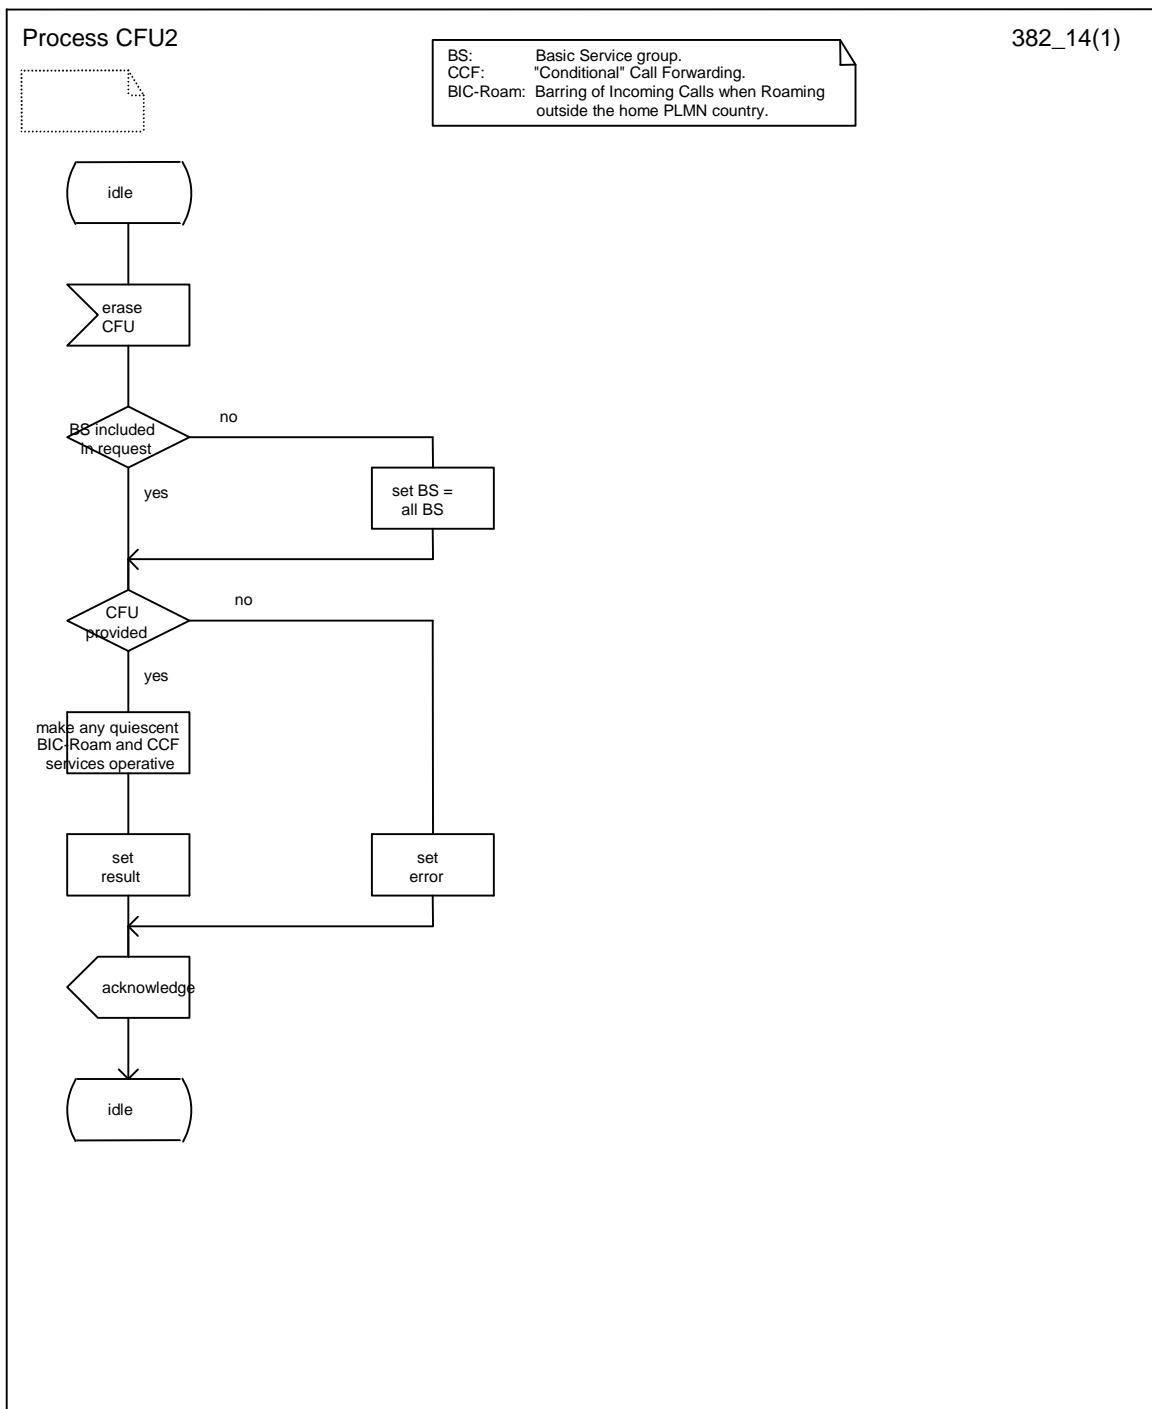 Process CFU2
382_14(1)
BS: Basic Service group.
CCF: "Conditional" Call Forwarding.
BIC-Roam: Barring of Incoming Calls when Roaming
outside the home PLMN country.
idle
erase
CFU
BS included
in request
no
yes
set BS =
all BS
CFU
provided
no
yes
make any quiescent
BIC-Roam and CCF
services operative
set
result
set
error
acknowledge
idle